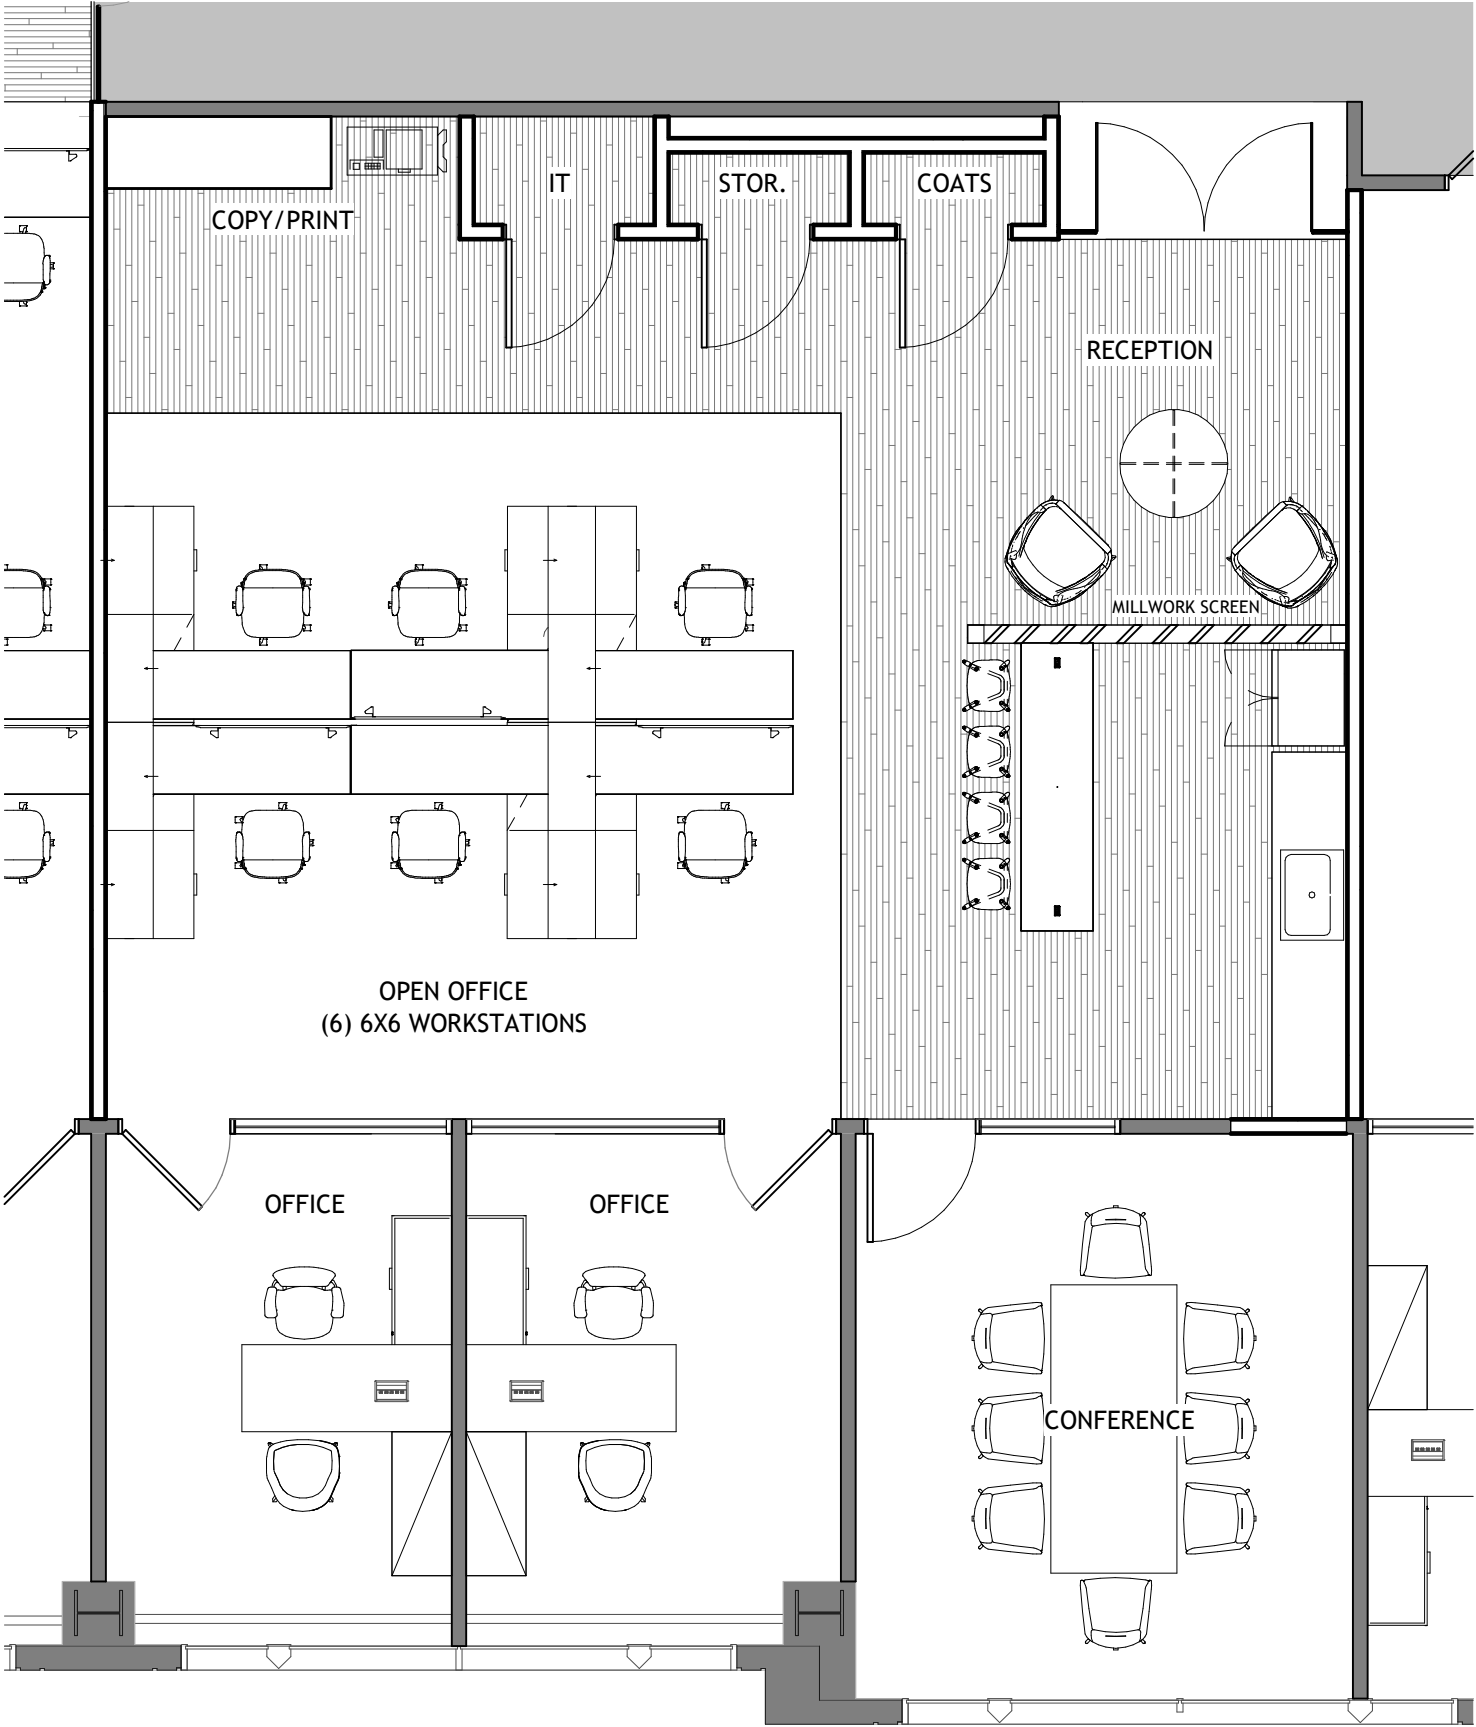 IT
STOR.
COATS
COPY/PRINT
RECEPTION
MILLWORK SCREEN
OPEN OFFICE
(6) 6X6 WORKSTATIONS
OFFICE
OFFICE
CONFERENCE